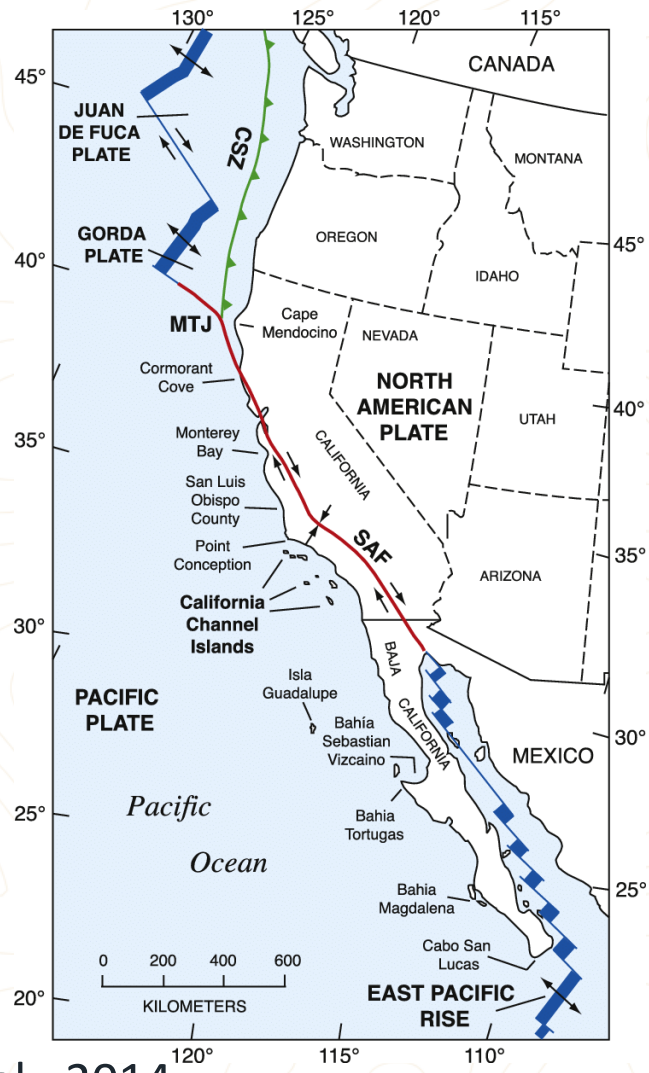 130°
125°
120°
115°
45°
CANADA
JUAN
DE FUCA
PLATE
CSZ
WASHINGTON
MONTANA
GORDA
PLATE
OREGON
45°
40°
IDAHO
MTJ
Cape
Mendocino
NEVADA
Cormorant
Cove
NORTH
AMERICAN
PLATE
40°
UTAH
35°
Monterey
Bay
CALIFORNIA
San Luis
Obispo
County
SAF
Point
Conception
35°
ARIZONA
California
Channel
Islands
30°
BAJA
CALIFORNIA
Isla
Guadalupe
PACIFIC
PLATE
Bahía
Sebastian
Vizcaino
30°
MEXICO
25°
Pacific
Ocean
Bahia
Tortugas
25°
Bahia
Magdalena
Cabo San
Lucas
0 200 400 600
KILOMETERS
EAST PACIFIC
RISE
20°
120°
115°
110°
2014